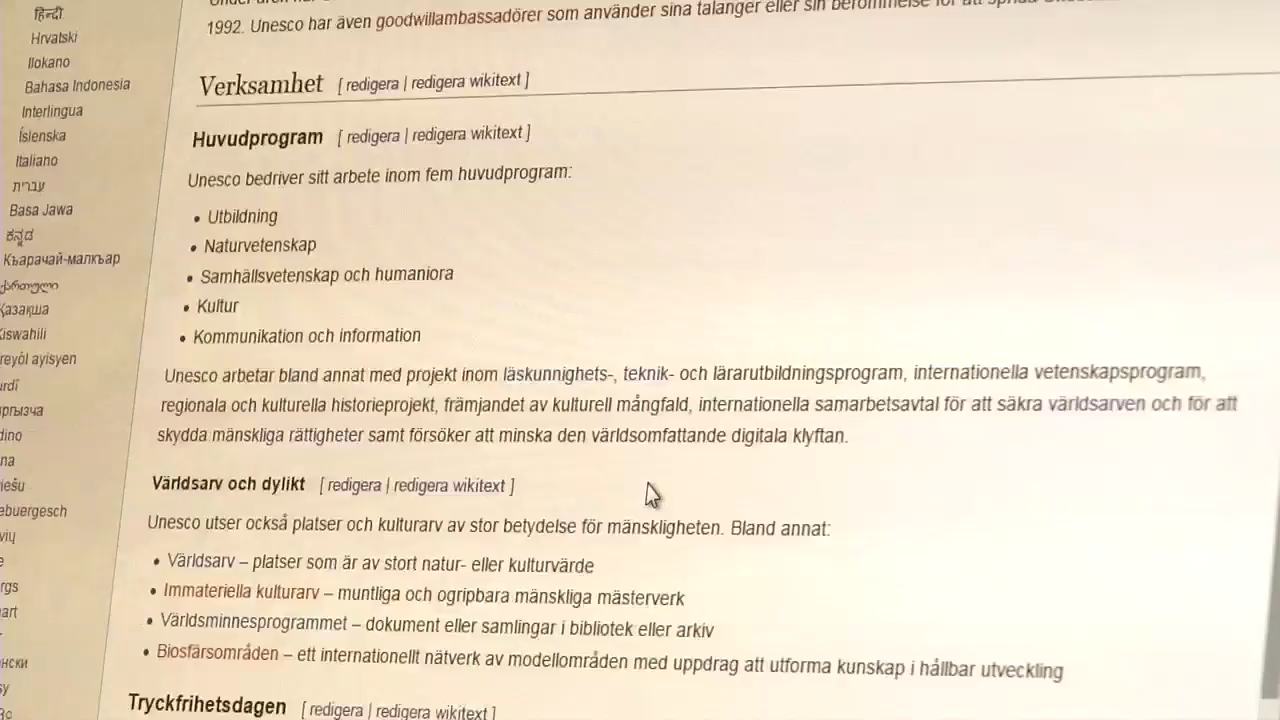 हिन्दी
Hrvatski
Ilokano
Bahasa Indonesia
Interlingua
Íslenska
Italiano
עברית
Basa Jawa
ಕನ್ನಡ
Къарачай-малкъар
ქართული
Қазақша
Kiswahili
reyòl ayisyen
urdî
dino
ebuergesch
1992. Unesco har även goodwillambassadörer som använder sina talanger eller sin berömmelse för att
Verksamhet [ redigera | redigera wikitext ]
Huvudprogram [ redigera | redigera wikitext ]
Unesco bedriver sitt arbete inom fem huvudprogram:
• Utbildning
• Naturvetenskap
• Samhällsvetenskap och humaniora
• Kultur
• Kommunikation och information
Unesco arbetar bland annat med projekt inom läskunnighets-, teknik- och lärarutbildningsprogram, internationella vetenskapsprogram,
regionala och kulturella historieprojekt, främjandet av kulturell mångfald, internationella samarbetsavtal för att säkra världsarven och för att
skydda mänskliga rättigheter samt försöker att minska den världsomfattande digitala klyftan.
Världsarv och dylikt [ redigera | redigera wikitext ]
Unesco utser också platser och kulturarv av stor betydelse för mänskligheten. Bland annat:
• Världsarv – platser som är av stort natur- eller kulturvärde
• Immateriella kulturarv – muntliga och ogripbara mänskliga mästerverk
• Världsminnesprogrammet – dokument eller samlingar i bibliotek eller arkiv
• Biosfärsområden – ett internationellt nätverk av modellområden med uppdrag att utforma kunskap i hållbar utveckling
Tryckfrihetsdagen [ redigera | redigera wikitext ]